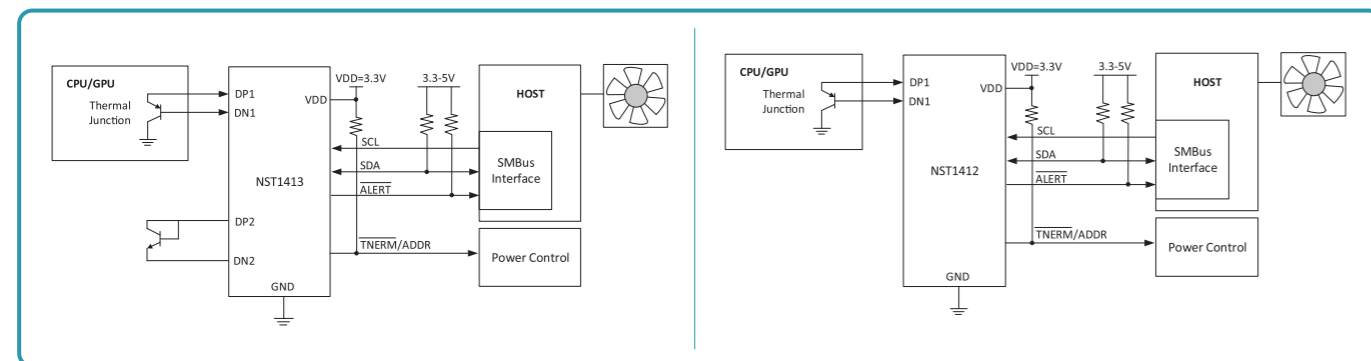 CPU/GPU
Thermal
Junction
DP1
DN1
DP2
DN2
NST1413
VDD
GND
VDD=3.3V
3.3-5V
SCL
SDA
ALERT
TNERM/ADDR
HOST
SMBus
Interface
Power Control
CPU/GPU
Thermal
Junction
DP1
DN1
NST1412
VDD
GND
VDD=3.3V
3.3-5V
SCL
SDA
ALERT
TNERM/ADDR
HOST
SMBus
Interface
Power Control